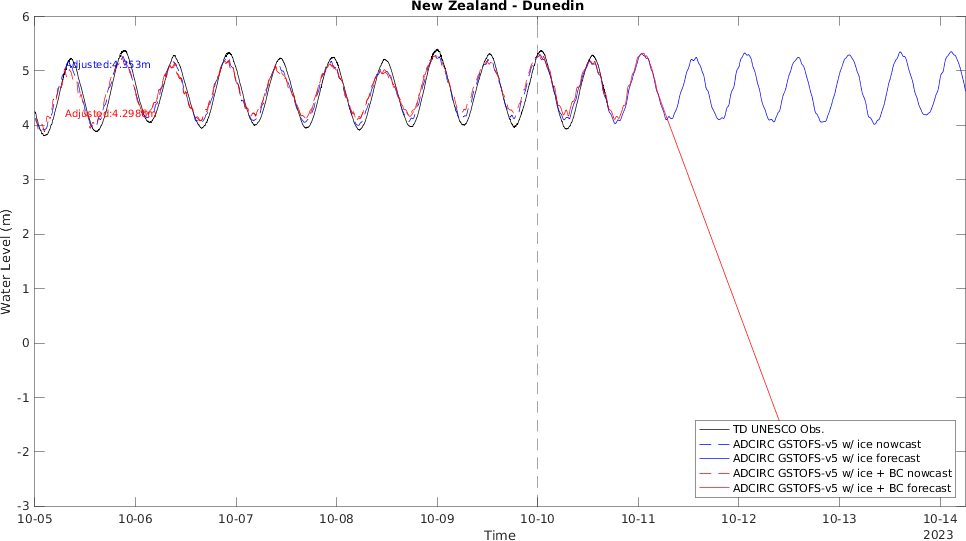 New Zealand - Dunedin
6
5
4
3
2
1
0
-1
-2
-3
Water Level (m)
Adjusted:4.353m
Adjusted:4.298
TD UNESCO Obs.
ADCIRC GSTOFS-v5 w/ ice nowcast
ADCIRC GSTOFS-v5 w/ ice forecast
ADCIRC GSTOFS-v5 w/ ice + BC nowcast
ADCIRC GSTOFS-v5 w/ ice + BC forecast
10-05 10-06 10-07 10-08 10-09 10-10 10-11 10-12 10-13 10-14
2023
Time